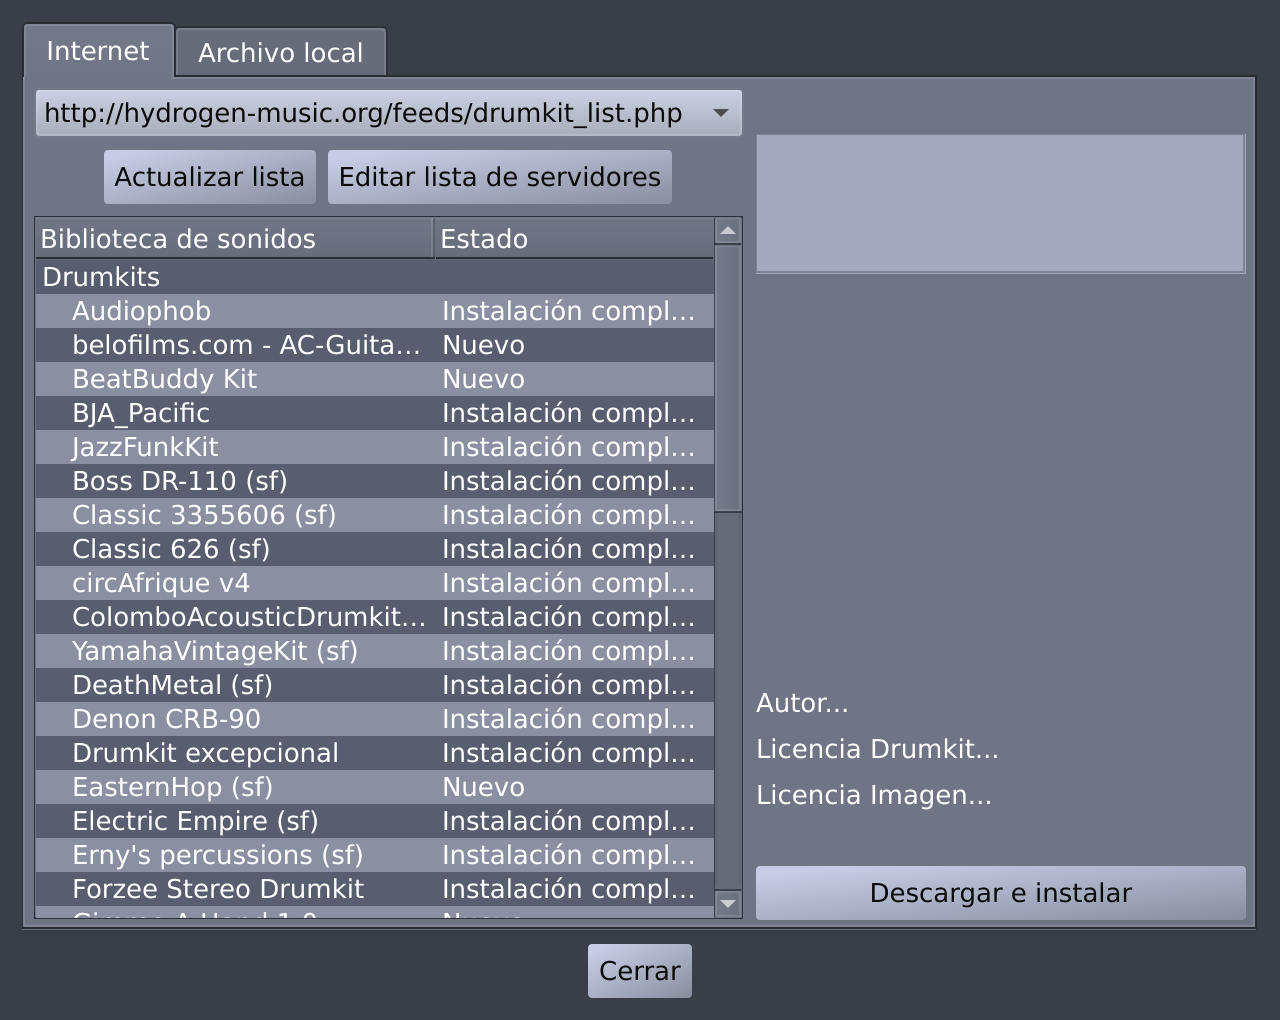 Internet
Archivo local
http://hydrogen-music.org/feeds/drumkit_list.php
Actualizar lista
Editar lista de servidores
Biblioteca de sonidos Estado
Drumkits
Audiophob Instalación compl...
belofilms.com - AC-Guita... Nuevo
BeatBuddy Kit Nuevo
BJA_Pacific Instalación compl...
JazzFunkKit Instalación compl...
Boss DR-110 (sf) Instalación compl...
Classic 3355606 (sf) Instalación compl...
Classic 626 (sf) Instalación compl...
circAfrique v4 Instalación compl...
ColomboAcousticDrumkit... Instalación compl...
YamahaVintageKit (sf) Instalación compl...
DeathMetal (sf) Instalación compl...
Denon CRB-90 Instalación compl...
Drumkit excepcional Instalación compl...
EasternHop (sf) Nuevo
Electric Empire (sf) Instalación compl...
Erny's percussions (sf) Instalación compl...
Forzee Stereo Drumkit Instalación compl...
Autor...
Licencia Drumkit...
Licencia Imagen...
Descargar e instalar
Cerrar